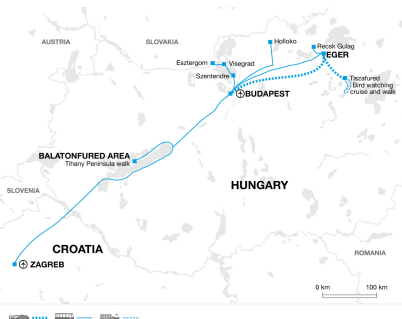 AUSTRIA
SLOVAKIA
Holloko
Recsk Gulag
EGER
Esztergom
Visegrad
Szentendre
Tiszafured
Bird watching
cruise and walk
BUDAPEST
BALATONFURED AREA
Tihany Peninsula walk
HUNGARY
SLOVENIA
CROATIA
ROMANIA
ZAGREB
0 km
100 km